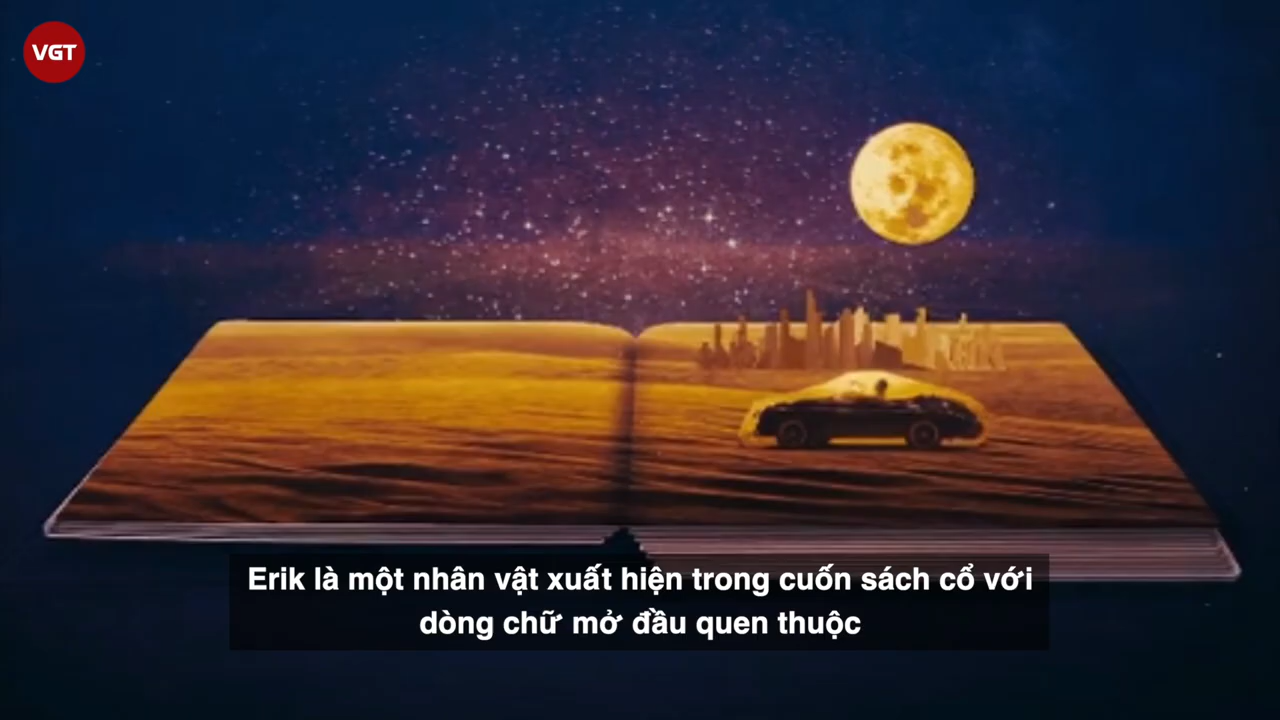 VGT
Erik là một nhân vật xuất hiện trong cuốn sách cổ với
dòng chữ mở đầu quen thuộc